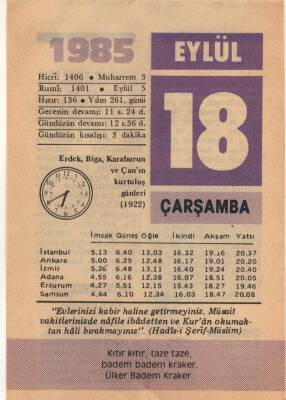 1985
EYLÜL
Hicrî: 1406 • Muharrem 3
Rumî: 1401 • Eylül 5
Hızır: 136 • Yılın 261. günü
Gecenin devamı: 11 s. 24 d.
Gündüzün devamı: 12 s.36 d.
Gündüzün kısalışı: 3 dakika
18
Erdek, Biga, Karaburun
ve Çan'ın
kurtuluş
günleri
(1922)
ÇARŞAMBA
İmsak Güneş Öğle İkindi Akşam Yatsı
İstanbul 5.13 6.40 13.03 16.32 19.16 20.37
Ankara 5.00 6.25 12.48 16.17 19.01 20.20
İzmir 5.26 6.48 13.11 16.40 19.24 20.40
Adana 4.55 6.16 12.38 16.07 18.51 20.05
Erzurum 4.27 5.51 12.15 15.43 18.28 19.46
Samsun 4.44 6.10 12.34 16.03 18.47 20.08
"Evlerinizi kabir haline getirmeyiniz. Müsait
vakitlerinizde nâfile ibâdetten ve Kur'ân okumak-
tan hâli bırakmayınız". (Hadîs-i Şerîf-Müslim)
Kıtır kıtır, taze taze,
badem badem kraker.
Ülker Badem Kraker.